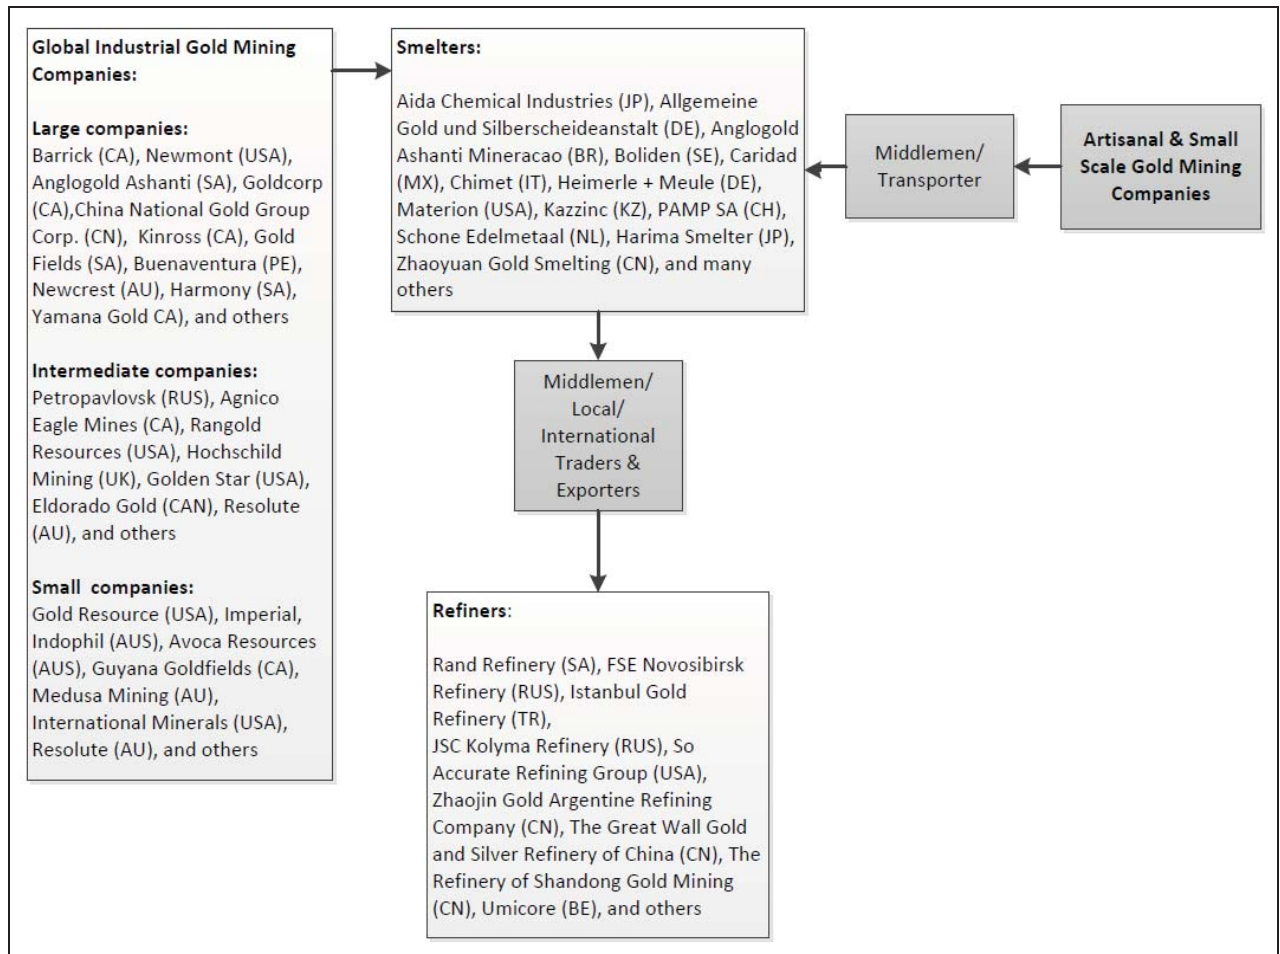 Global Industrial Gold Mining
Companies:
Large companies:
Barrick (CA), Newmont (USA),
Anglogold Ashanti (SA), Goldcorp
(CA),China National Gold Group
Corp. (CN), Kinross (CA), Gold
Fields (SA), Buenaventura (PE),
Newcrest (AU), Harmony (SA),
Yamana Gold CA), and others
Intermediate companies:
Petropavlovsk (RUS), Agnico
Eagle Mines (CA), Rangold
Resources (USA), Hochschild
Mining (UK), Golden Star (USA),
Eldorado Gold (CAN), Resolute
(AU), and others
Small companies:
Gold Resource (USA), Imperial,
Indophil (AUS), Avoca Resources
(AUS), Guyana Goldfields (CA),
Medusa Mining (AU),
International Minerals (USA),
Resolute (AU), and others
Smelters:
Aida Chemical Industries (JP), Allgemeine
Gold und Silberscheideanstalt (DE), Anglogold
Ashanti Mineracao (BR), Boliden (SE), Caridad
(MX), Chimet (IT), Heimerle + Meule (DE),
Materion (USA), Kazzinc (KZ), PAMP SA (CH),
Schone Edelmetaal (NL), Harima Smelter (JP),
Zhaoyuan Gold Smelting (CN), and many
others
Middlemen/
Transporter
Artisanal & Small
Scale Gold Mining
Companies
Middlemen/
Local/
International
Traders &
Exporters
Refiners:
Rand Refinery (SA), FSE Novosibirsk
Refinery (RUS), Istanbul Gold
Refinery (TR),
JSC Kolyma Refinery (RUS), So
Accurate Refining Group (USA),
Zhaojin Gold Argentine Refining
Company (CN), The Great Wall Gold
and Silver Refinery of China (CN), The
Refinery of Shandong Gold Mining
(CN), Umicore (BE), and others